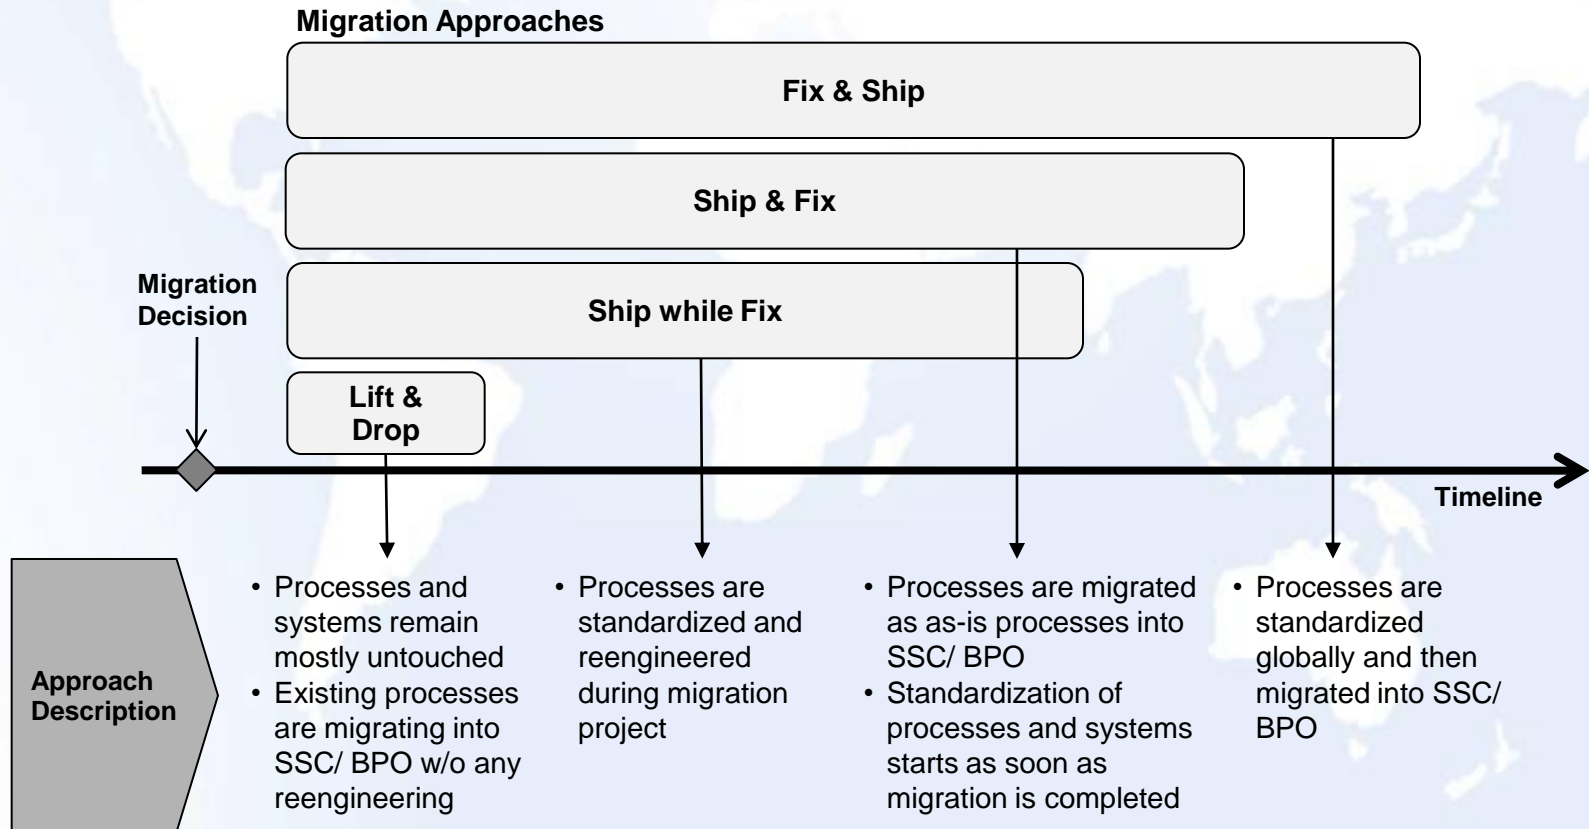 Migration Approaches
Fix & Ship
Ship & Fix
Ship while Fix
Lift &
Drop
Migration
Decision
Timeline
Approach
Description
• Processes and
systems remain
mostly untouched
• Existing processes
are migrating into
SSC/ BPO w/o any
reengineering
• Processes are
standardized and
reengineered
during migration
project
• Processes are migrated
as as-is processes into
SSC/ BPO
• Standardization of
processes and systems
starts as soon as
migration is completed
• Processes are
standardized
globally and then
migrated into SSC/
BPO